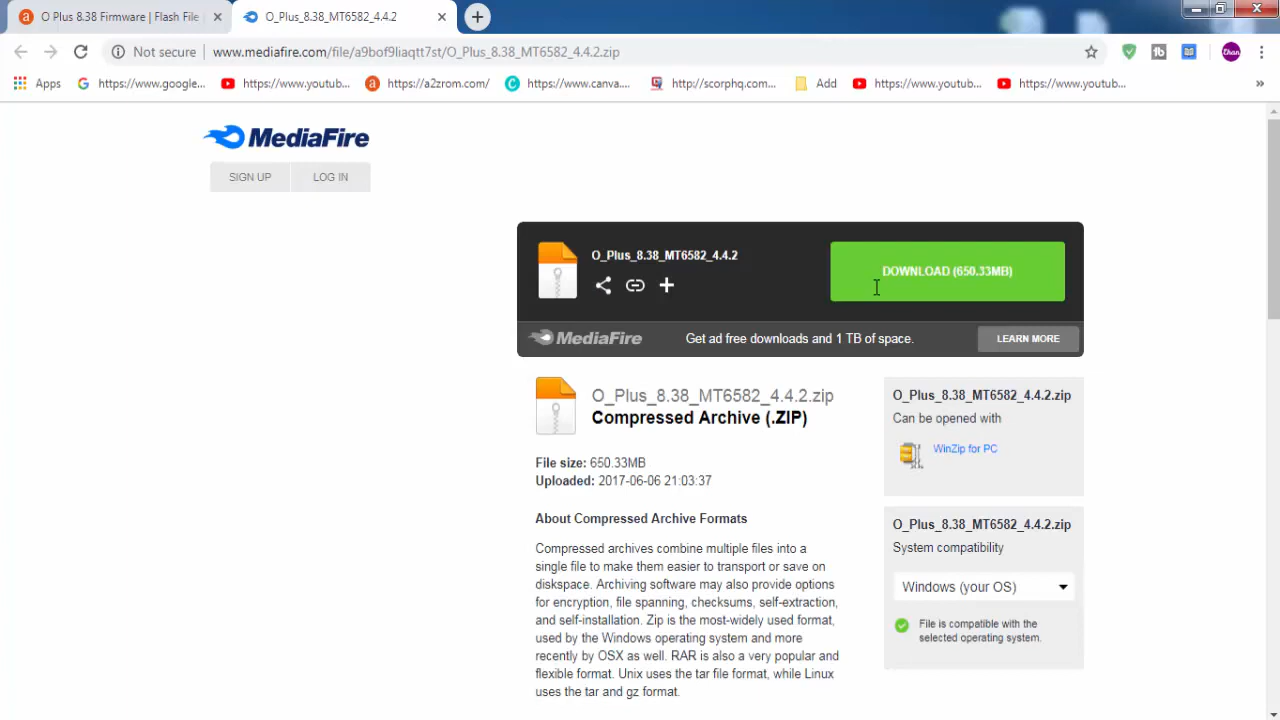 O Plus 8.38 Firmware | Flash File
O_Plus_8.38_MT6582_4.4.2
Not secure
www.mediafire.com/file/a9bof9liaqtt7st/O_Plus_8.38_MT6582_4.4.2.zip
Apps
https://www.google...
https://www.youtub...
https://a2zrom.com/
https://www.canva....
http://scorphq.com...
Add
https://www.youtub...
https://www.youtub...
MediaFire
SIGN UP
LOG IN
O_Plus_8.38_MT6582_4.4.2
DOWNLOAD (650.33MB)
MediaFire
Get ad free downloads and 1 TB of space.
LEARN MORE
O_Plus_8.38_MT6582_4.4.2.zip
Compressed Archive (.ZIP)
File size: 650.33MB
Uploaded: 2017-06-06 21:03:37
About Compressed Archive Formats
Compressed archives combine multiple files into a
single file to make them easier to transport or save on
diskspace. Archiving software may also provide options
for encryption, file spanning, checksums, self-extraction,
and self-installation. Zip is the most-widely used format,
used by the Windows operating system and more
recently by OSX as well. RAR is also a very popular and
flexible format. Unix uses the tar file format, while Linux
uses the tar and gz format.
O_Plus_8.38_MT6582_4.4.2.zip
Can be opened with
WinZip for PC
O_Plus_8.38_MT6582_4.4.2.zip
System compatibility
Windows (your OS)
File is compatible with the
selected operating system.